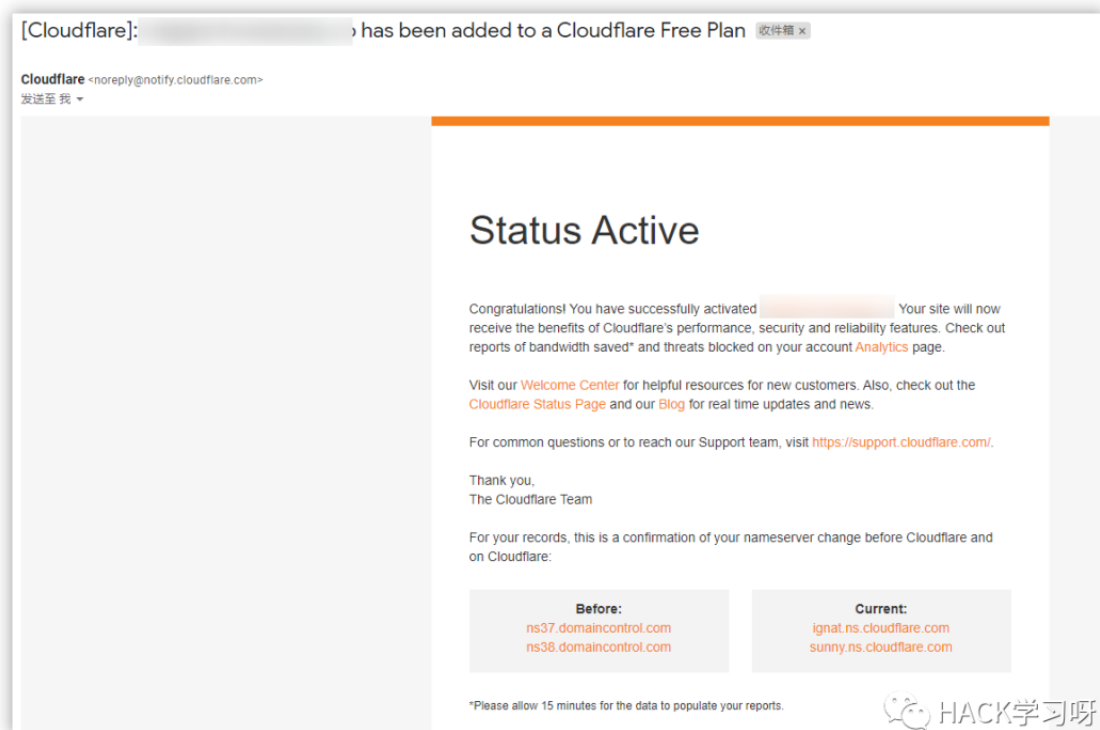 [Cloudflare]: has been added to a Cloudflare Free Plan 收件箱 ×
Cloudflare <noreply@notify.cloudflare.com>
发送至 我
Status Active
Congratulations! You have successfully activated Your site will now
receive the benefits of Cloudflare's performance, security and reliability features. Check out
reports of bandwidth saved* and threats blocked on your account Analytics page.
Visit our Welcome Center for helpful resources for new customers. Also, check out the
Cloudflare Status Page and our Blog for real time updates and news.
For common questions or to reach our Support team, visit https://support.cloudflare.com/.
Thank you,
The Cloudflare Team
For your records, this is a confirmation of your nameserver change before Cloudflare and
on Cloudflare:
Before:
ns37.domaincontrol.com
ns38.domaincontrol.com
Current:
ignat.ns.cloudflare.com
sunny.ns.cloudflare.com
*Please allow 15 minutes for the data to populate your reports.
HACK学习呀